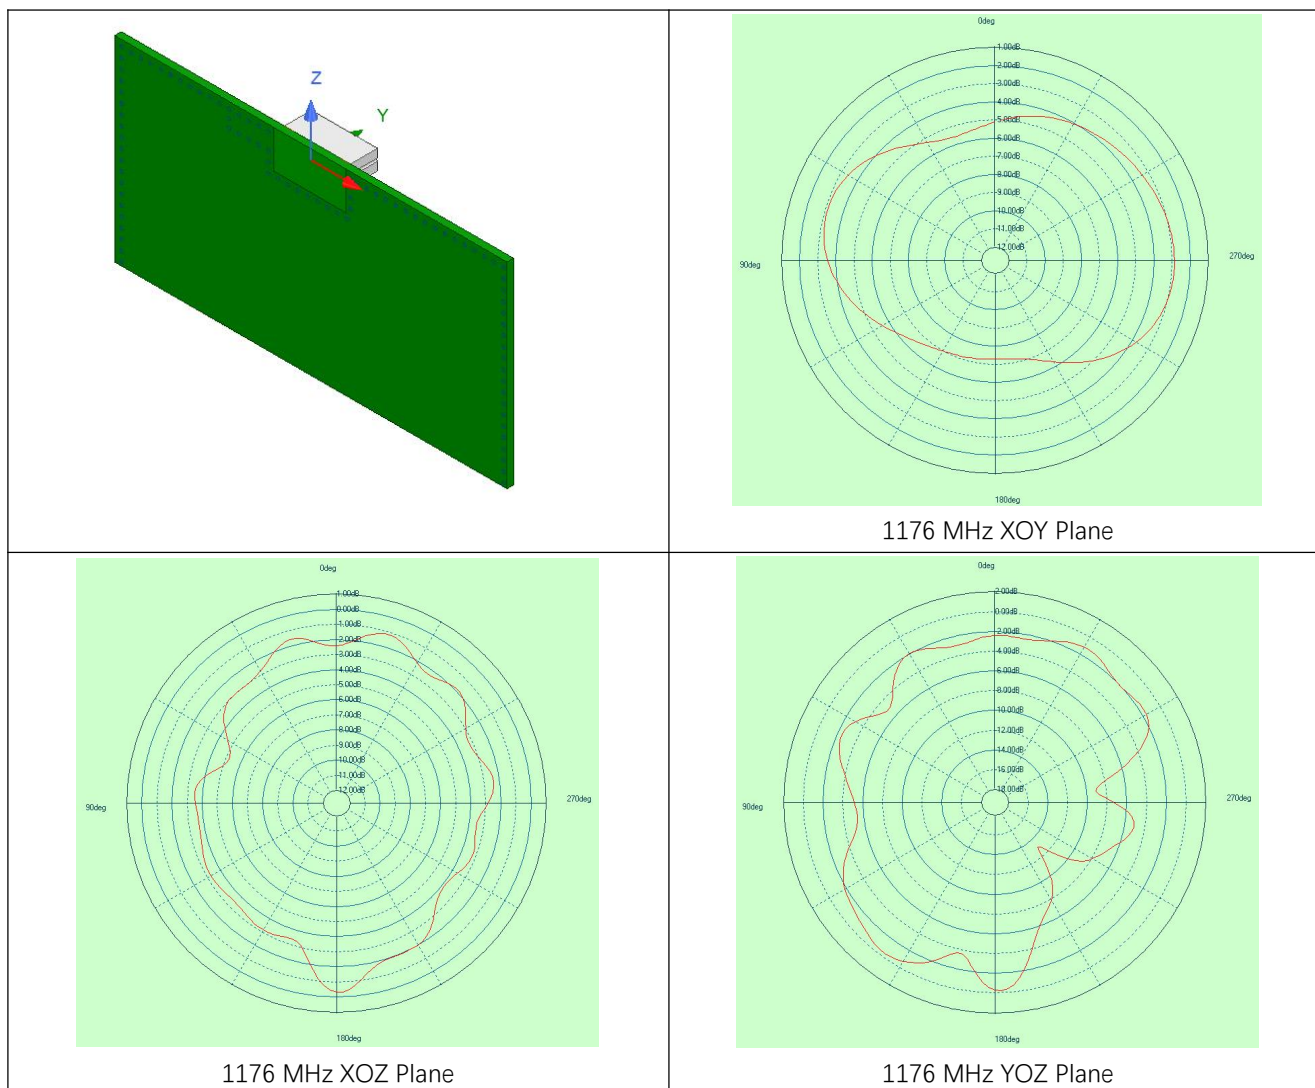 Z
Y
0deg
1.00dB
2.00dB
3.00dB
4.00dB
5.00dB
6.00dB
7.00dB
8.00dB
9.00dB
10.00dB
11.00dB
12.00dB
90deg
270deg
180deg
1176 MHz XOY Plane
0deg
1.00dB
0.00dB
1.00dB
2.00dB
3.00dB
4.00dB
5.00dB
6.00dB
7.00dB
8.00dB
9.00dB
10.00dB
11.00dB
12.00dB
90deg
270deg
180deg
1176 MHz XOZ Plane
0deg
2.00dB
0.00dB
2.00dB
4.00dB
6.00dB
8.00dB
10.00dB
12.00dB
14.00dB
16.00dB
18.00dB
90deg
270deg
180deg
1176 MHz YOZ Plane